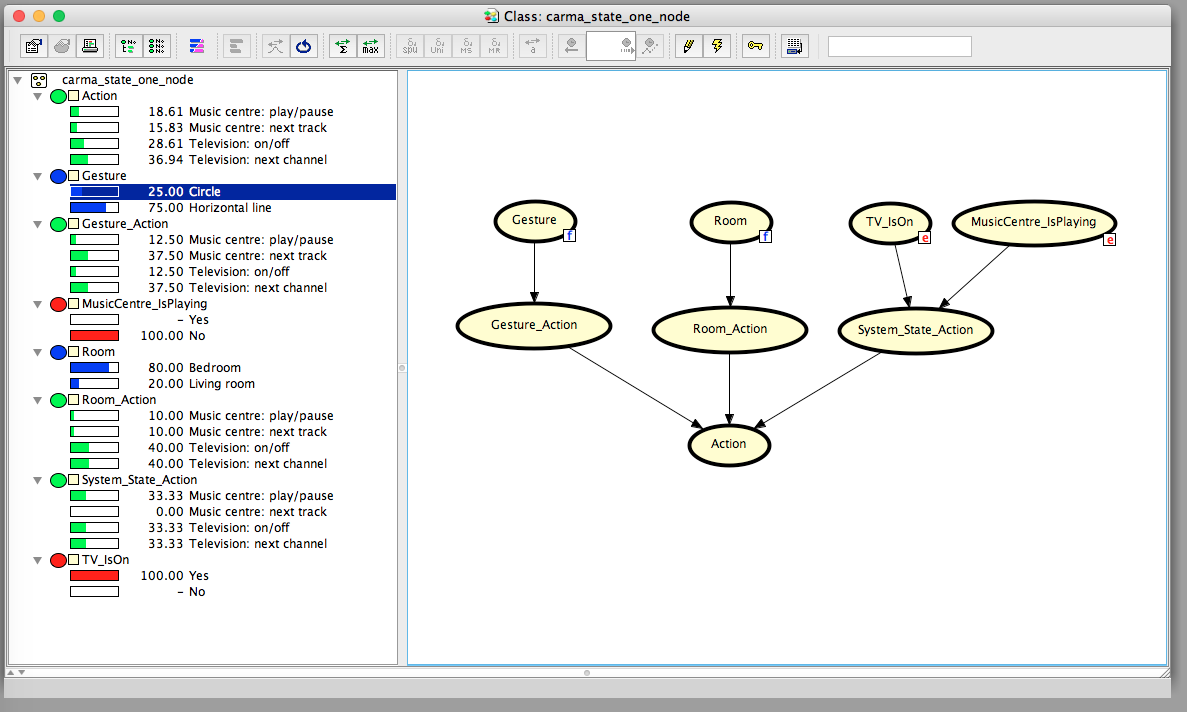 Class: carma_state_one_node
Σ
max
δu
spu
δu
Uni
δu
MS
δu
MR
a
carma_state_one_node
Action
18.61 Music centre: play/pause
15.83 Music centre: next track
28.61 Television: on/off
36.94 Television: next channel
Gesture
25.00 Circle
75.00 Horizontal line
Gesture_Action
12.50 Music centre: play/pause
37.50 Music centre: next track
12.50 Television: on/off
37.50 Television: next channel
MusicCentre_IsPlaying
- Yes
100.00 No
Room
80.00 Bedroom
20.00 Living room
Room_Action
10.00 Music centre: play/pause
10.00 Music centre: next track
40.00 Television: on/off
40.00 Television: next channel
System_State_Action
33.33 Music centre: play/pause
0.00 Music centre: next track
33.33 Television: on/off
33.33 Television: next channel
TV_IsOn
100.00 Yes
- No
Gesture
f
Room
f
TV_IsOn
e
MusicCentre_IsPlaying
e
Gesture_Action
Room_Action
System_State_Action
Action